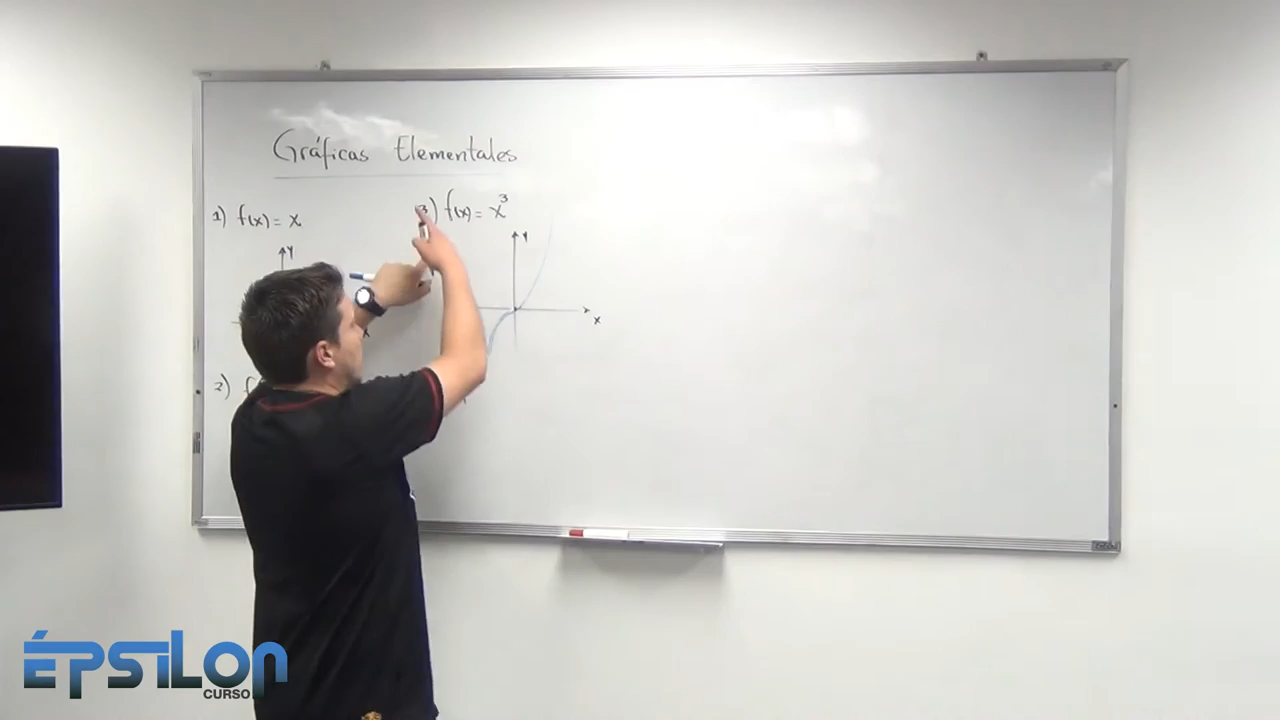 Gráficas Elementales
1) f(x) = x
3) f(x) = x³
y
y
x
x
2) f
ÉPSILON
CURSO